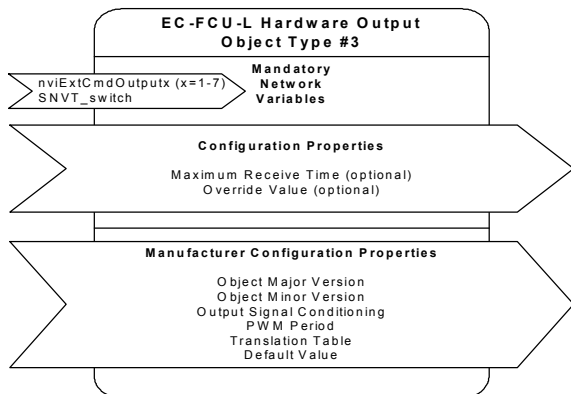 EC-FCU-L Hardware Output
Object Type #3
Mandatory
Network
Variables
nviExtCmdOutputx (x=1-7)
SNVT_switch
Configuration Properties
Maximum Receive Time (optional)
Override Value (optional)
Manufacturer Configuration Properties
Object Major Version
Object Minor Version
Output Signal Conditioning
PWM Period
Translation Table
Default Value